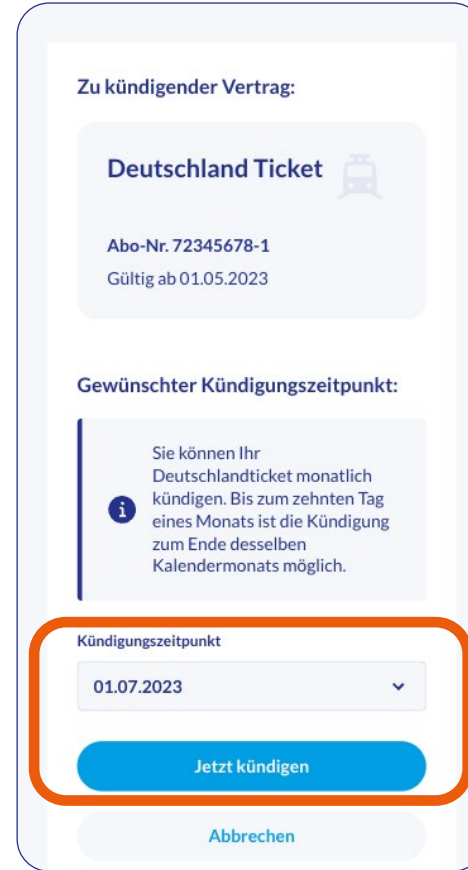 Zu kündigender Vertrag:
Deutschland Ticket
Abo-Nr. 72345678-1
Gültig ab 01.05.2023
Gewünschter Kündigungszeitpunkt:
Sie können Ihr
Deutschlandticket monatlich
kündigen. Bis zum zehnten Tag
eines Monats ist die Kündigung
zum Ende desselben
Kalendermonats möglich.
Kündigungszeitpunkt
01.07.2023
Jetzt kündigen
Abbrechen